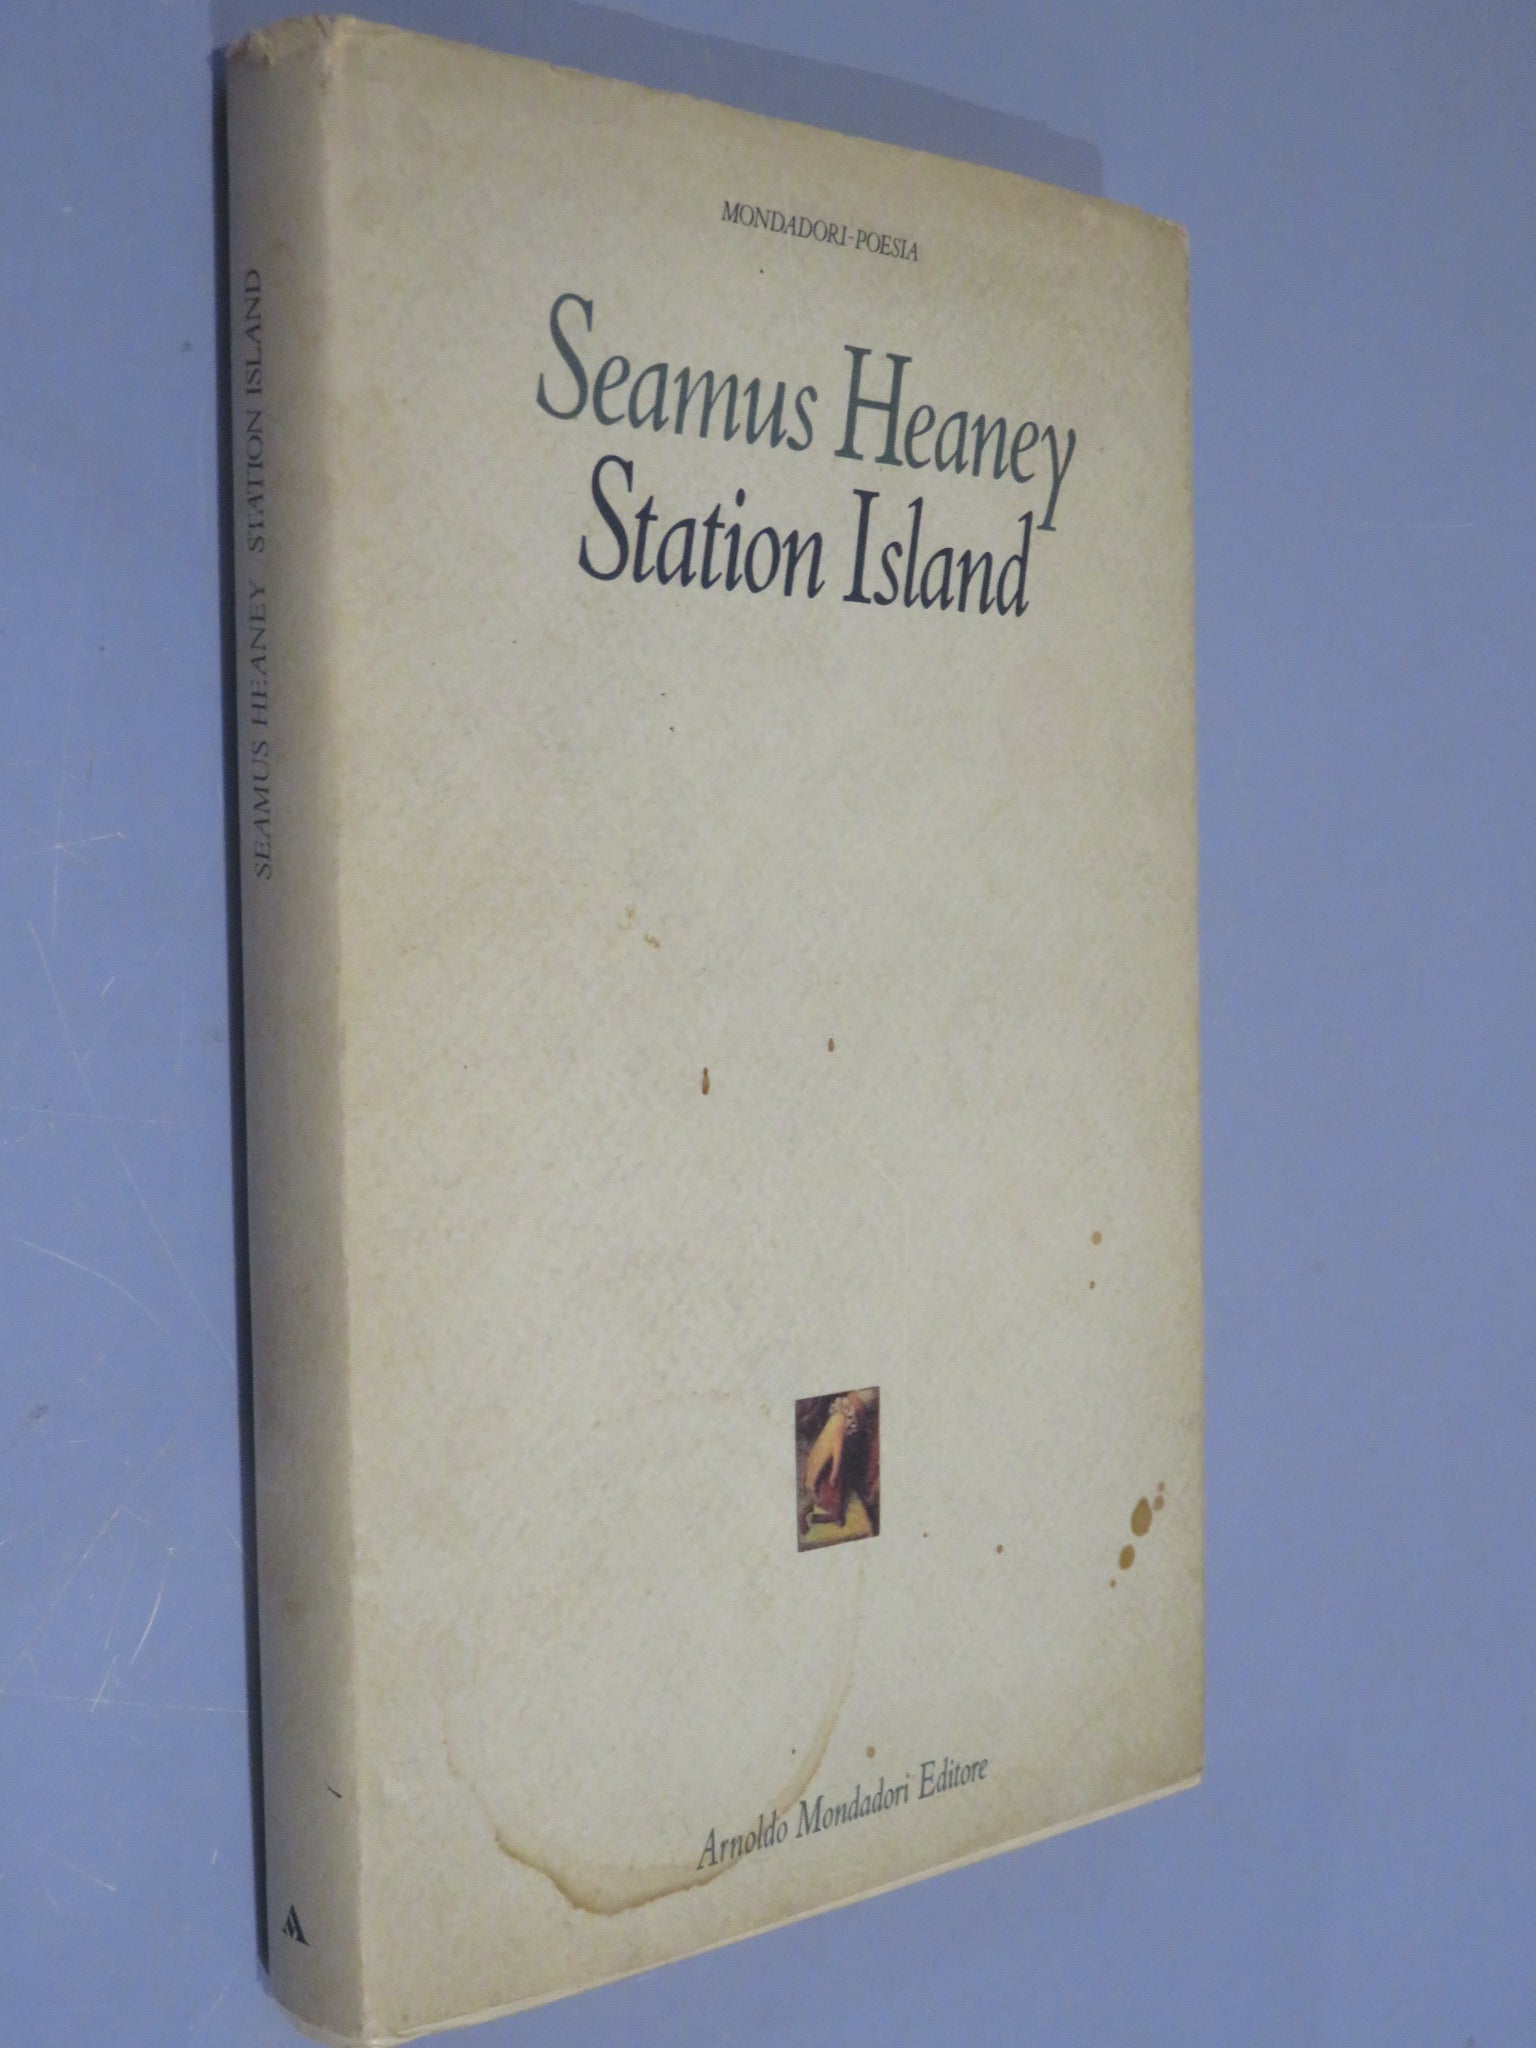 MONDADORI-POESIA
Seamus Heaney
Station Island
Arnoldo Mondadori Editore
SEAMUS HEANEY STATION ISLAND